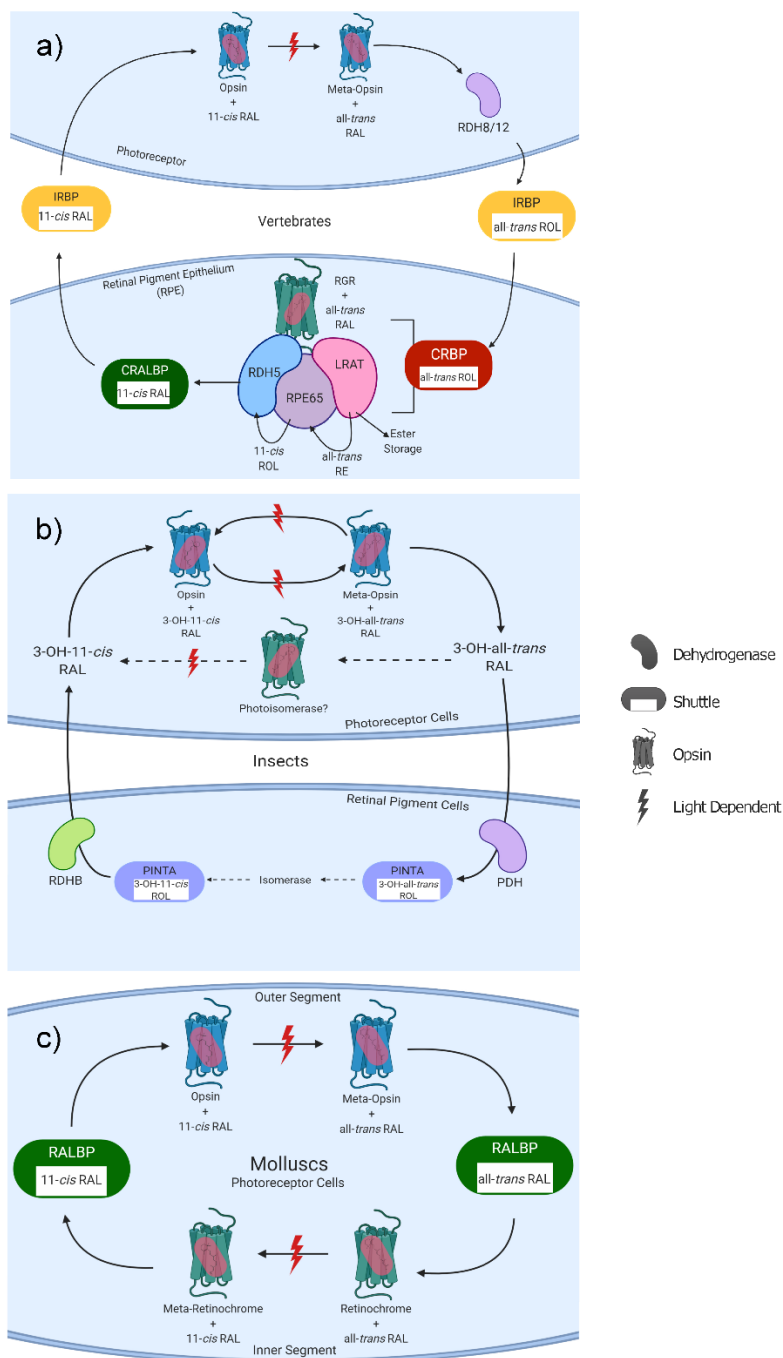 a)
Opsin
+
11-cis RAL
Meta-Opsin
+
all-trans
RAL
RDH8/12
Photoreceptor
IRBP
11-cis RAL
Vertebrates
IRBP
all-trans ROL
Retinal Pigment Epithelium
(RPE)
RGR
+
all-trans
RAL
CRALBP
11-cis RAL
RDH5
LRAT
RPE65
CRBP
all-trans ROL
11-cis
ROL
all-trans
RE
Ester
Storage
b)
Opsin
+
3-OH-11-cis
RAL
Meta-Opsin
+
3-OH-all-trans
RAL
3-OH-11-cis
RAL
Photoisomerase?
3-OH-all-trans
RAL
Photoreceptor Cells
Insects
Retinal Pigment Cells
RDHB
PINTA
3-OH-11-cis
ROL
Isomerase
PINTA
3-OH-all-trans
ROL
PDH
Dehydrogenase
Shuttle
Opsin
Light Dependent
c)
Outer Segment
Opsin
+
11-cis RAL
Meta-Opsin
+
all-trans RAL
RALBP
11-cis RAL
Molluscs
Photoreceptor Cells
RALBP
all-trans RAL
Meta-Retinochrome
+
11-cis RAL
Retinochrome
+
all-trans RAL
Inner Segment